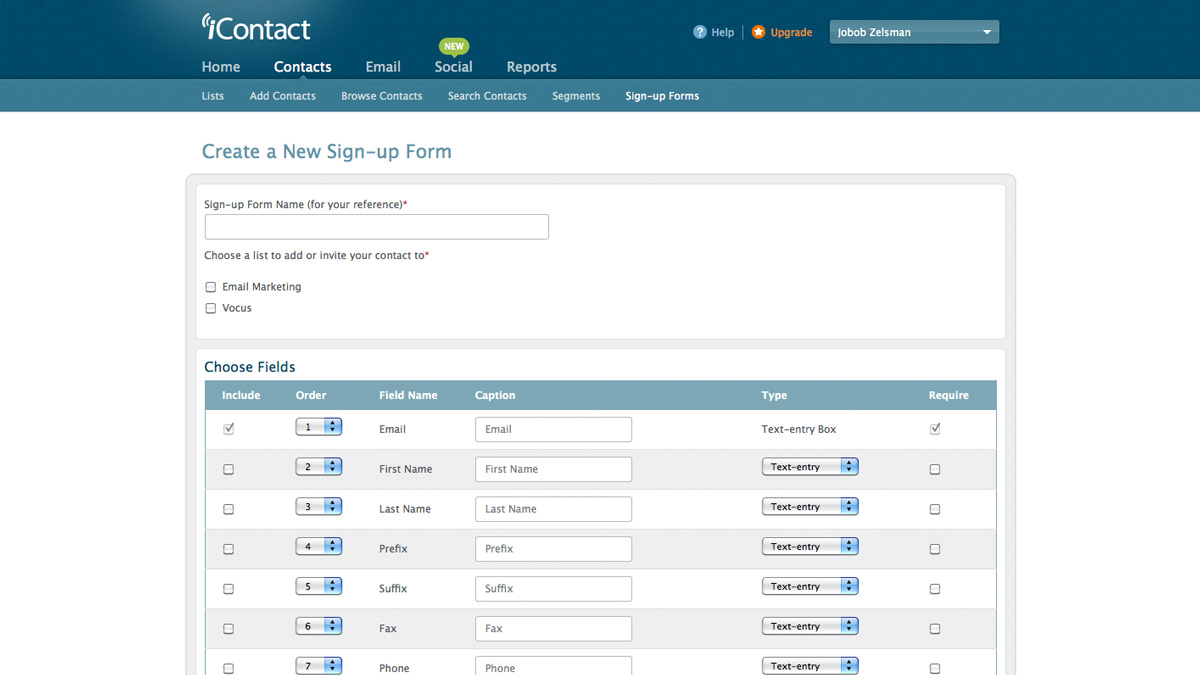 iContact
Help Upgrade Jobob Zelsman
NEW
Home Contacts Email Social Reports
Lists Add Contacts Browse Contacts Search Contacts Segments Sign-up Forms
Create a New Sign-up Form
Sign-up Form Name (for your reference)*
Choose a list to add or invite your contact to*
Email Marketing
Vocus
Choose Fields
Include Order Field Name Caption Type Require
1 Email Email Text-entry Box
2 First Name First Name Text-entry
3 Last Name Last Name Text-entry
4 Prefix Prefix Text-entry
5 Suffix Suffix Text-entry
6 Fax Fax Text-entry
7 Phone Phone Text-entry